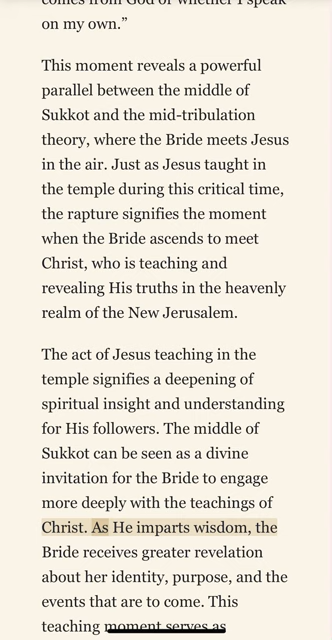 comes from God or whether I speak
on my own.”
This moment reveals a powerful
parallel between the middle of
Sukkot and the mid-tribulation
theory, where the Bride meets Jesus
in the air. Just as Jesus taught in
the temple during this critical time,
the rapture signifies the moment
when the Bride ascends to meet
Christ, who is teaching and
revealing His truths in the heavenly
realm of the New Jerusalem.
The act of Jesus teaching in the
temple signifies a deepening of
spiritual insight and understanding
for His followers. The middle of
Sukkot can be seen as a divine
invitation for the Bride to engage
more deeply with the teachings of
Christ. As He imparts wisdom, the
Bride receives greater revelation
about her identity, purpose, and the
events that are to come. This
teaching moment serves as